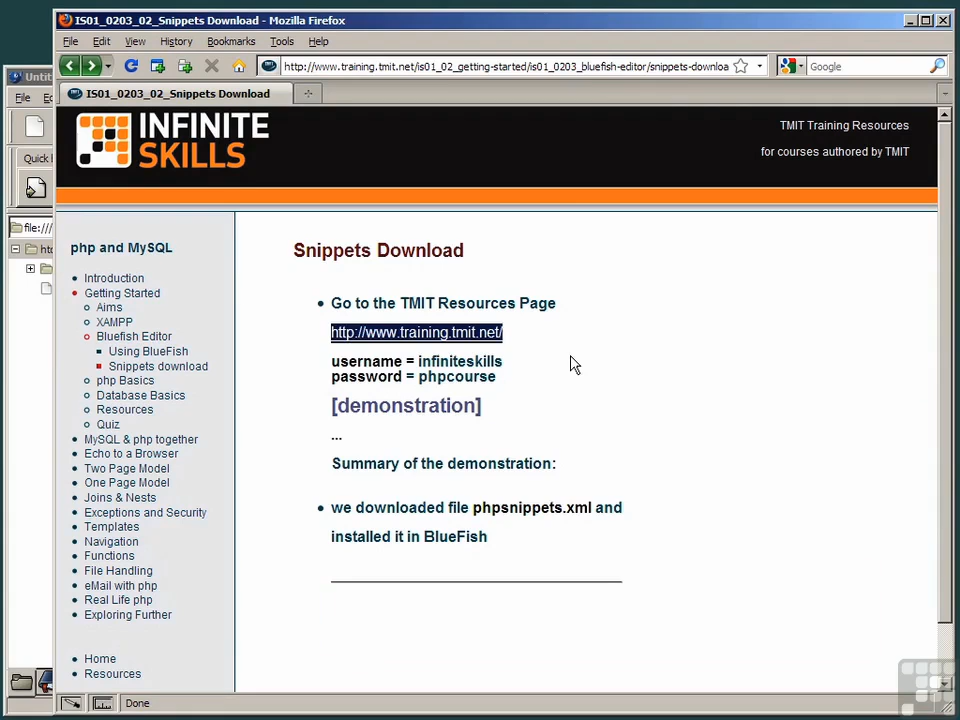 IS01_0203_02_Snippets Download - Mozilla Firefox
File Edit View History Bookmarks Tools Help
http://www.training.tmit.net/is01_02_getting-started/is01_0203_bluefish-editor/snippets-downloa
Google
IS01_0203_02_Snippets Download
Untit
File
Quick
file:///
INFINITE
SKILLS
TMIT Training Resources
for courses authored by TMIT
php and MySQL
Introduction
Getting Started
Aims
XAMPP
Bluefish Editor
Using BlueFish
Snippets download
php Basics
Database Basics
Resources
Quiz
MySQL & php together
Echo to a Browser
Two Page Model
One Page Model
Joins & Nests
Exceptions and Security
Templates
Navigation
Functions
File Handling
eMail with php
Real Life php
Exploring Further
Home
Resources
Snippets Download
Go to the TMIT Resources Page
http://www.training.tmit.net/
username = infiniteskills
password = phpcourse
[demonstration]
...
Summary of the demonstration:
we downloaded file phpsnippets.xml and
installed it in BlueFish
Done